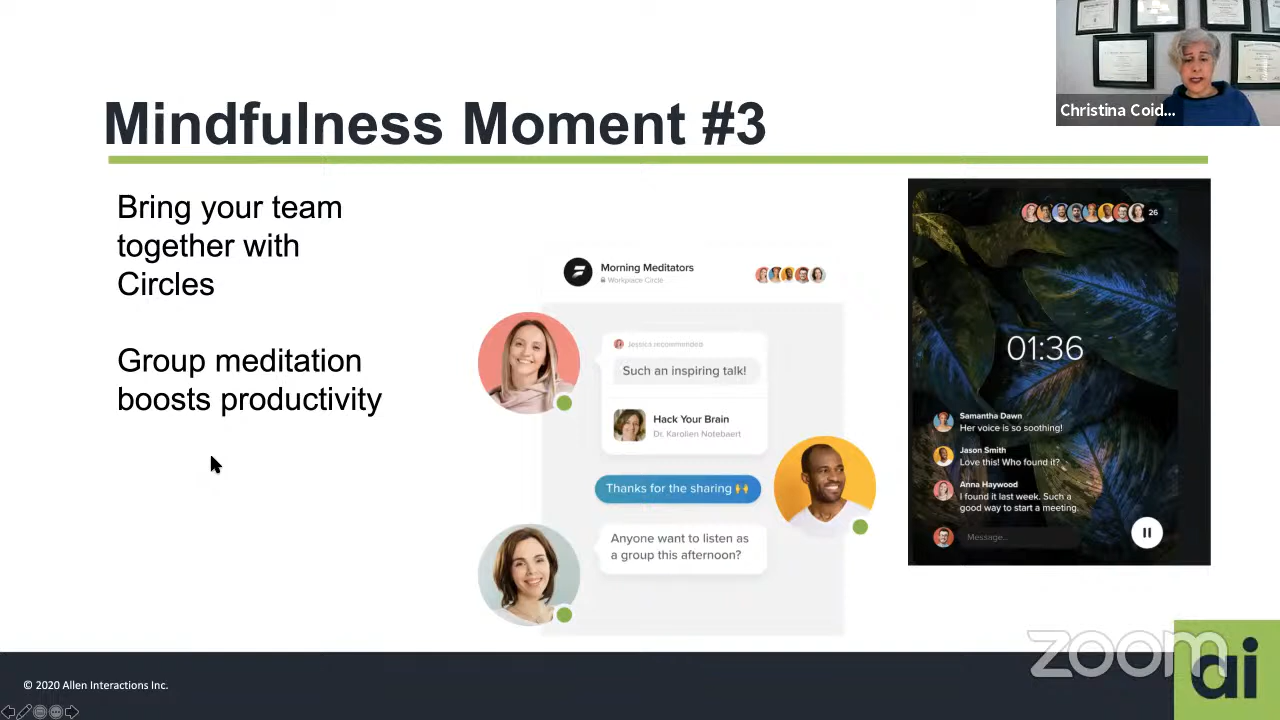 Christina Coid...
Mindfulness Moment #3
Bring your team
together with
Circles
Group meditation
boosts productivity
Morning Meditators
Workplace Circle
Jessica recommended
Such an inspiring talk!
Hack Your Brain
Dr. Karolien Notebaert
Thanks for the sharing 🙌
Anyone want to listen as
a group this afternoon?
26
01:36
Samantha Dawn
Her voice is so soothing!
Jason Smith
Love this! Who found it?
Anna Haywood
I found it last week. Such a
good way to start a meeting.
Message...
zoom
ai
© 2020 Allen Interactions Inc.